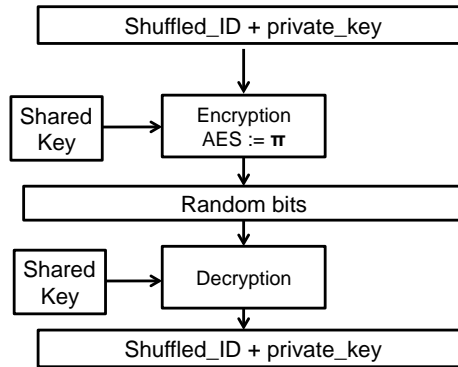 Shuffled_ID + private_key
Shared
Key
Encryption
AES := π
Random bits
Shared
Key
Decryption
Shuffled_ID + private_key